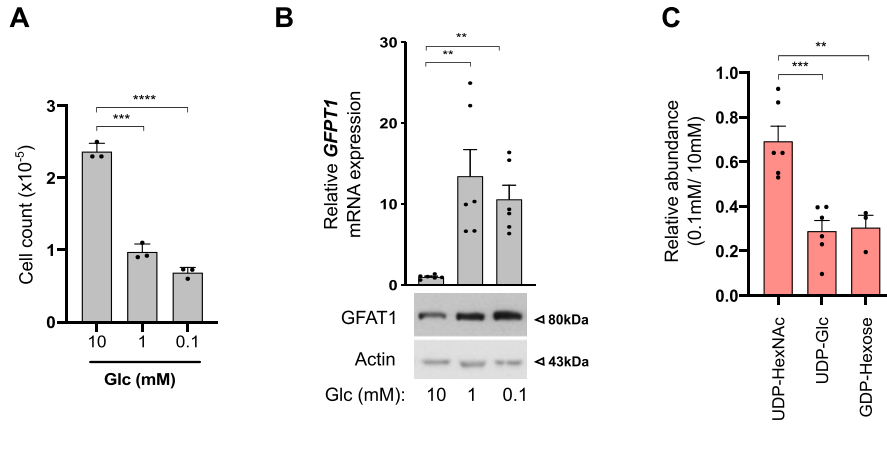 A
Cell count (x10⁻⁵)
3
2
1
0
****
***
10 1 0.1
Glc (mM)
B
Relative GFPT1
mRNA expression
30
20
10
0
**
**
GFAT1
80kDa
Actin
43kDa
Glc (mM): 10 1 0.1
C
Relative abundance
(0.1mM/ 10mM)
1.0
0.8
0.6
0.4
0.2
0.0
**
***
UDP-HexNAc
UDP-Glc
GDP-Hexose